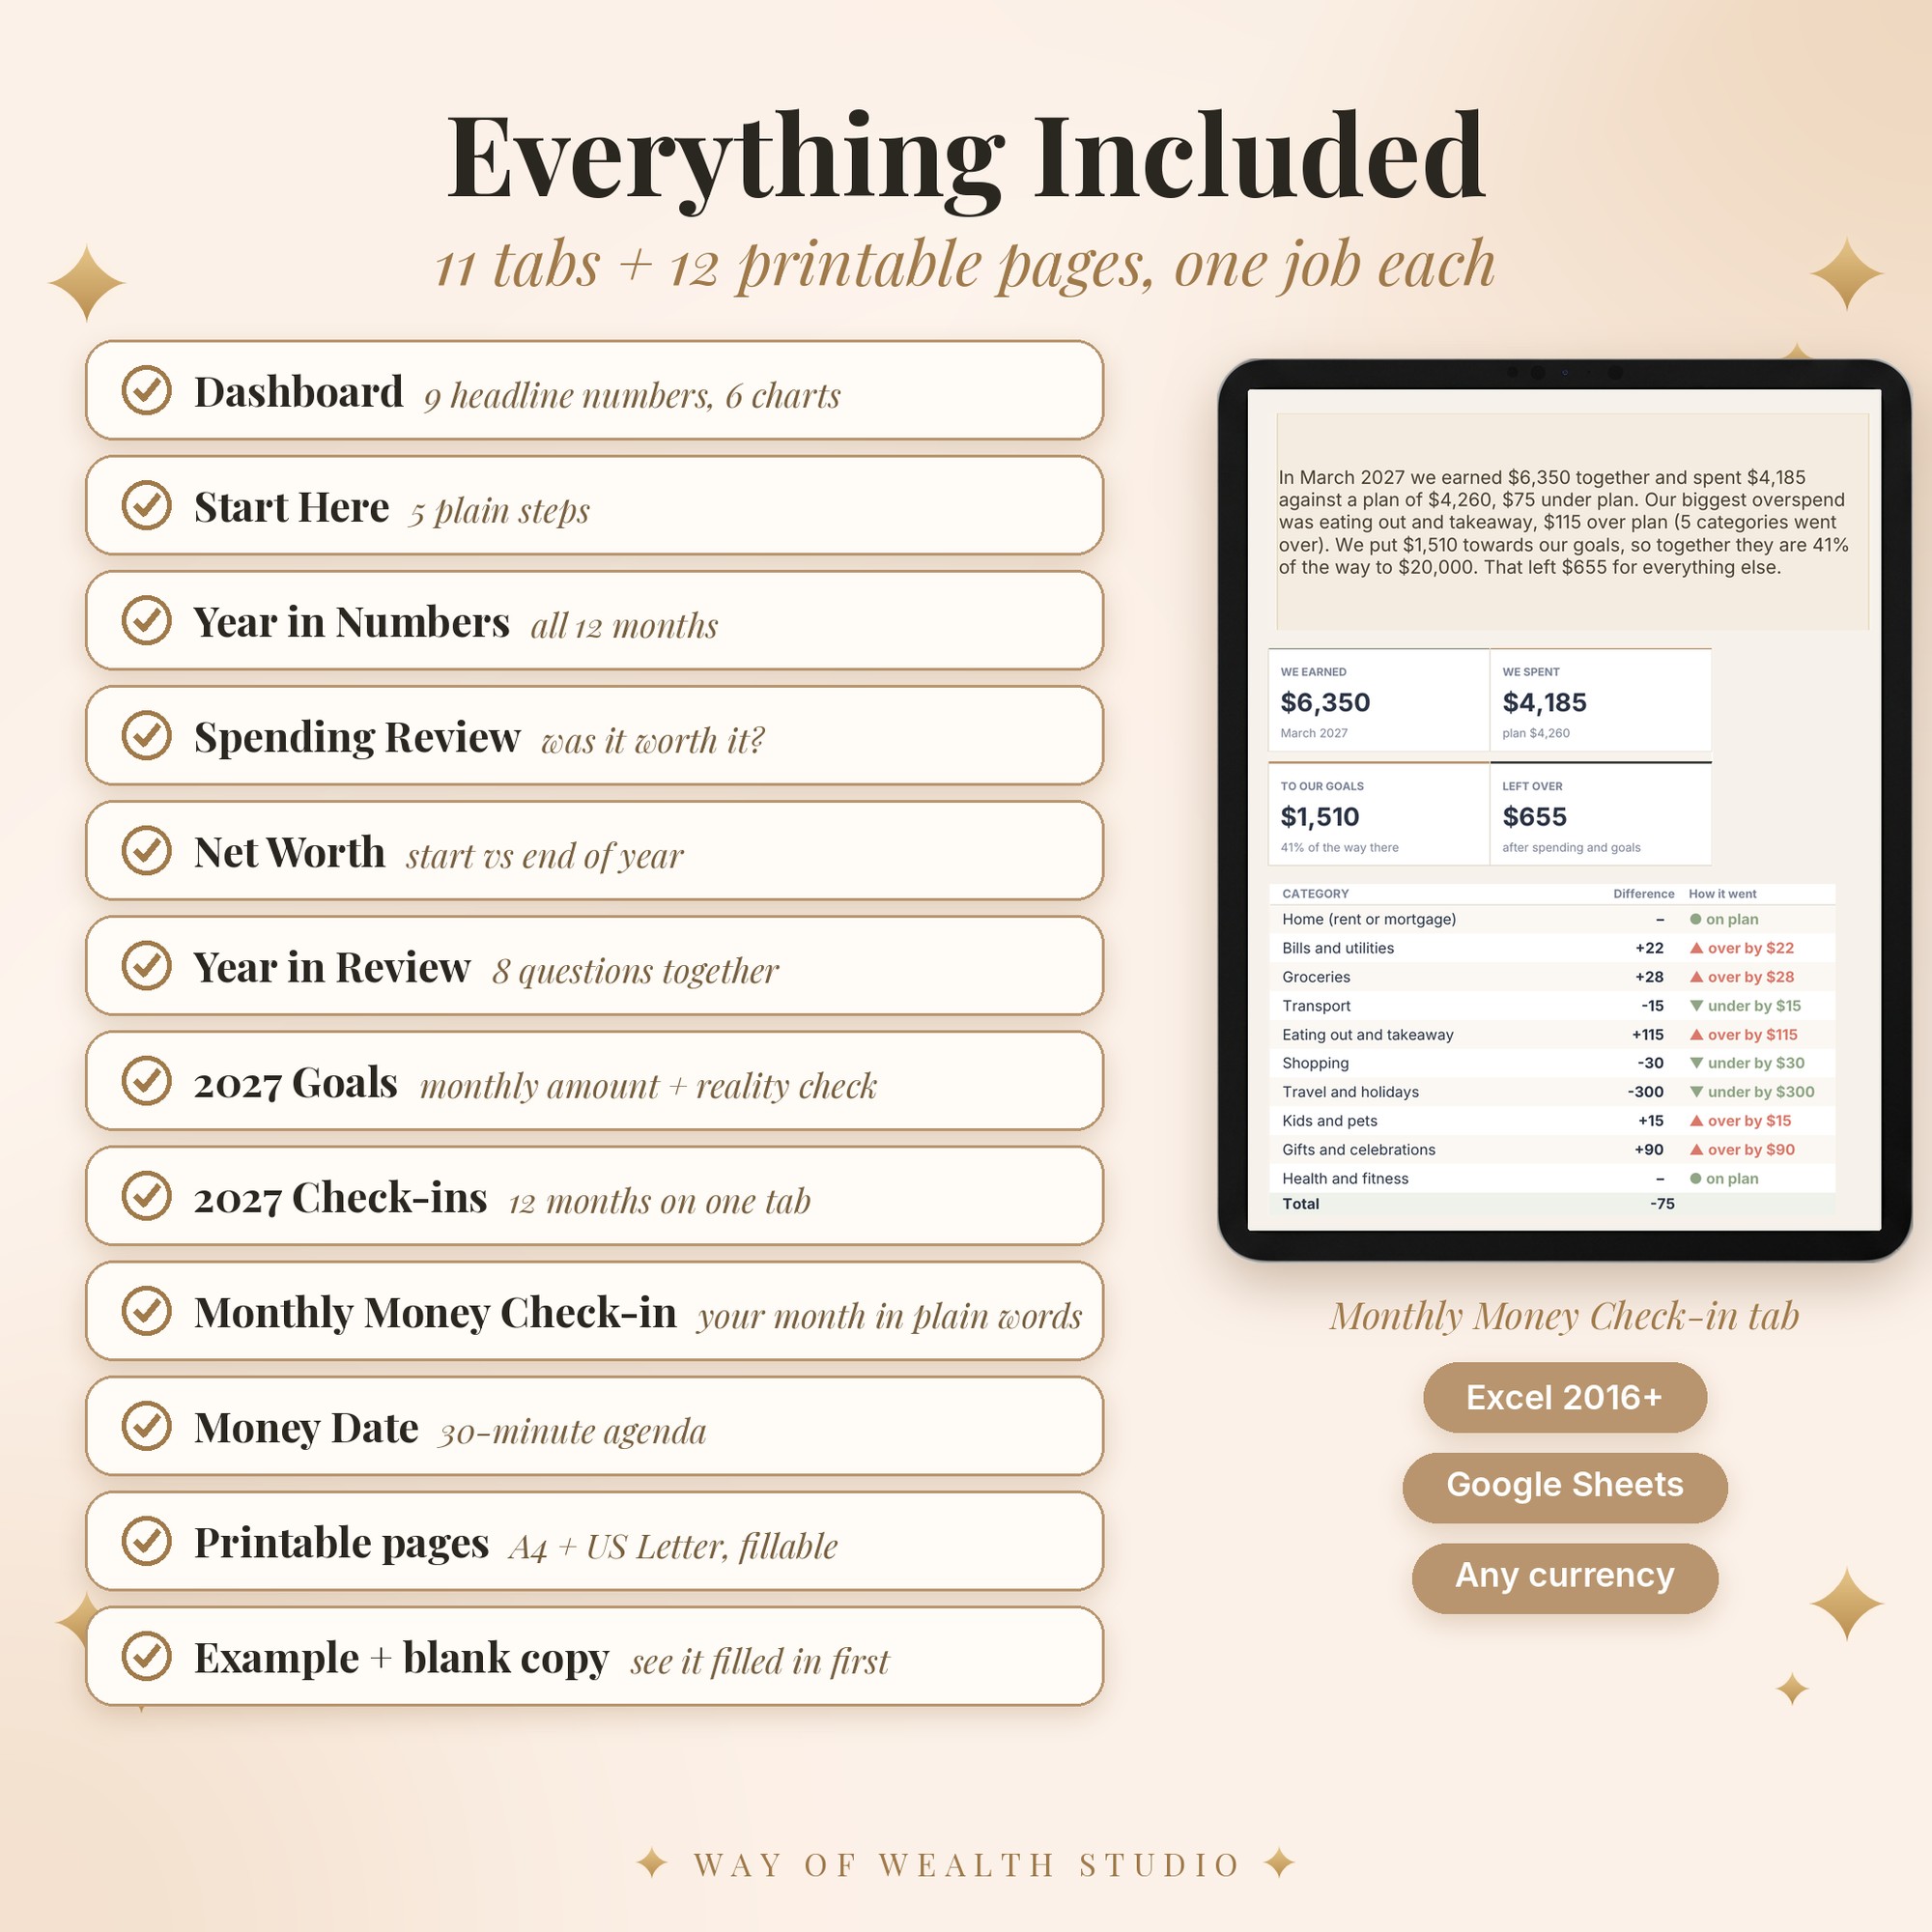 Everything Included
11 tabs + 12 printable pages, one job each
Dashboard 9 headline numbers, 6 charts
Start Here 5 plain steps
Year in Numbers all 12 months
Spending Review was it worth it?
Net Worth start vs end of year
Year in Review 8 questions together
2027 Goals monthly amount + reality check
2027 Check-ins 12 months on one tab
Monthly Money Check-in your month in plain words
Money Date 30-minute agenda
Printable pages A4 + US Letter, fillable
Example + blank copy see it filled in first
In March 2027 we earned $6,350 together and spent $4,185
against a plan of $4,260, $75 under plan. Our biggest overspend
was eating out and takeaway, $115 over plan (5 categories went
over). We put $1,510 towards our goals, so together they are 41%
of the way to $20,000. That left $655 for everything else.
WE EARNED WE SPENT
$6,350 $4,185
March 2027 plan $4,260
TO OUR GOALS LEFT OVER
$1,510 $655
41% of the way there after spending and goals
CATEGORY Difference How it went
Home (rent or mortgage) – ● on plan
Bills and utilities +22 ▲ over by $22
Groceries +28 ▲ over by $28
Transport -15 ▼ under by $15
Eating out and takeaway +115 ▲ over by $115
Shopping -30 ▼ under by $30
Travel and holidays -300 ▼ under by $300
Kids and pets +15 ▲ over by $15
Gifts and celebrations +90 ▲ over by $90
Health and fitness – ● on plan
Total -75
Monthly Money Check-in tab
Excel 2016+
Google Sheets
Any currency
WAY OF WEALTH STUDIO